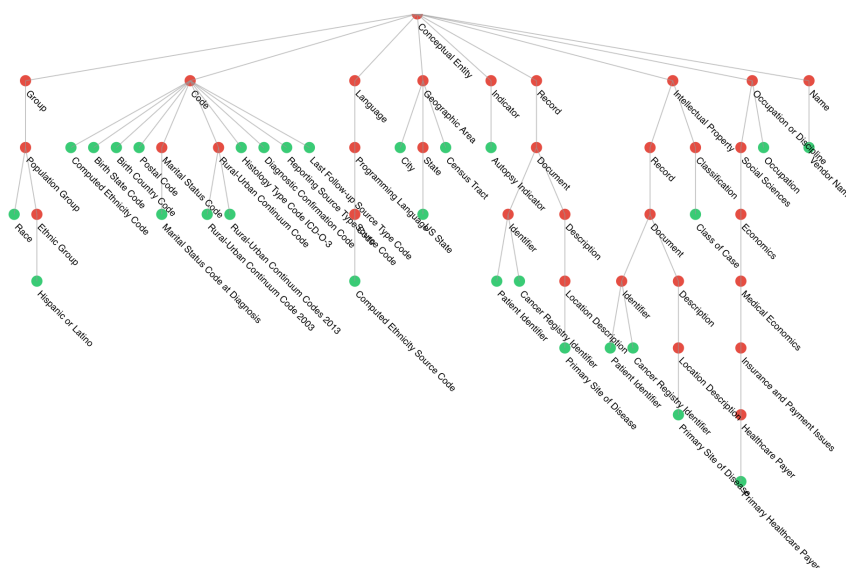 Conceptual Entity
Group
Code
Language
Geographic Area
Indicator
Record
Intellectual Property
Occupation or Discipline
Name
Population Group
Computed Ethnicity Code
Birth State Code
Birth Country Code
Postal Code
Marital Status Code
Rural-Urban Continuum Code
Histology Type Code ICD-O-3
Diagnostic Confirmation Code
Reporting Source Type Code
Last Follow-up Source Type Code
Programming Language
City
State
Census Tract
Autopsy Indicator
Document
Record
Classification
Social Sciences
Occupation
Vendor Name
Race
Ethnic Group
Marital Status Code at Diagnosis
Rural-Urban Continuum Code 2003
Rural-Urban Continuum Codes 2013
Source Code
US State
Identifier
Description
Document
Class of Case
Economics
Hispanic or Latino
Computed Ethnicity Source Code
Patient Identifier
Cancer Registry Identifier
Location Description
Identifier
Description
Medical Economics
Primary Site of Disease
Patient Identifier
Cancer Registry Identifier
Location Description
Insurance and Payment Issues
Primary Site of Disease
Healthcare Payer
Primary Healthcare Payer